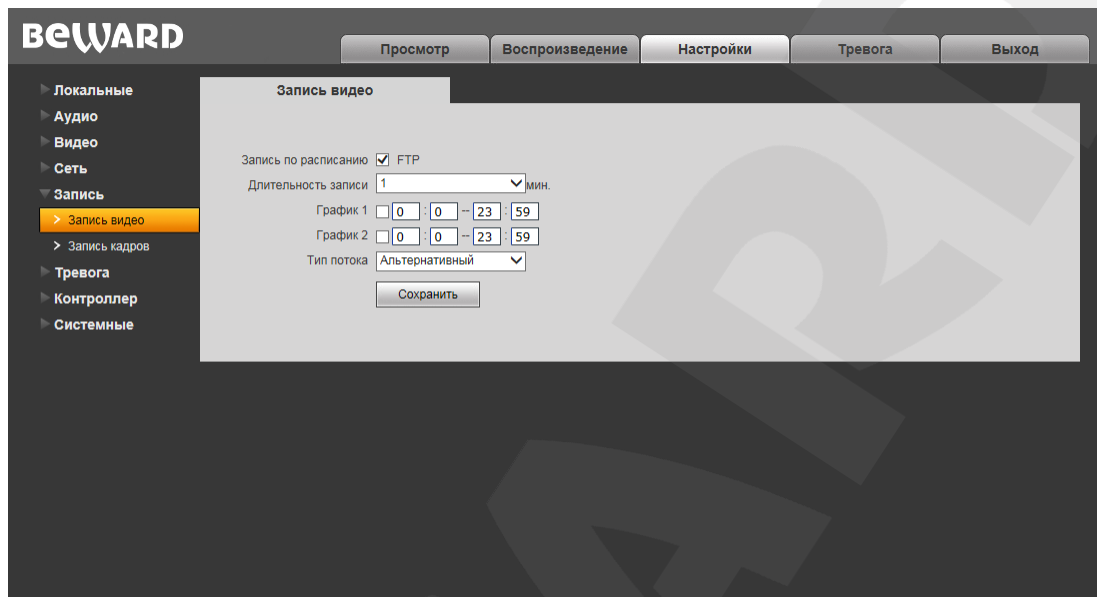 BEWARD
Просмотр Воспроизведение Настройки Тревога Выход
Локальные
Аудио
Видео
Сеть
Запись
> Запись видео
> Запись кадров
Тревога
Контроллер
Системные
Запись видео
Запись по расписанию FTP
Длительность записи 1 мин.
График 1 0 : 0 -- 23 : 59
График 2 0 : 0 -- 23 : 59
Тип потока Альтернативный
Сохранить